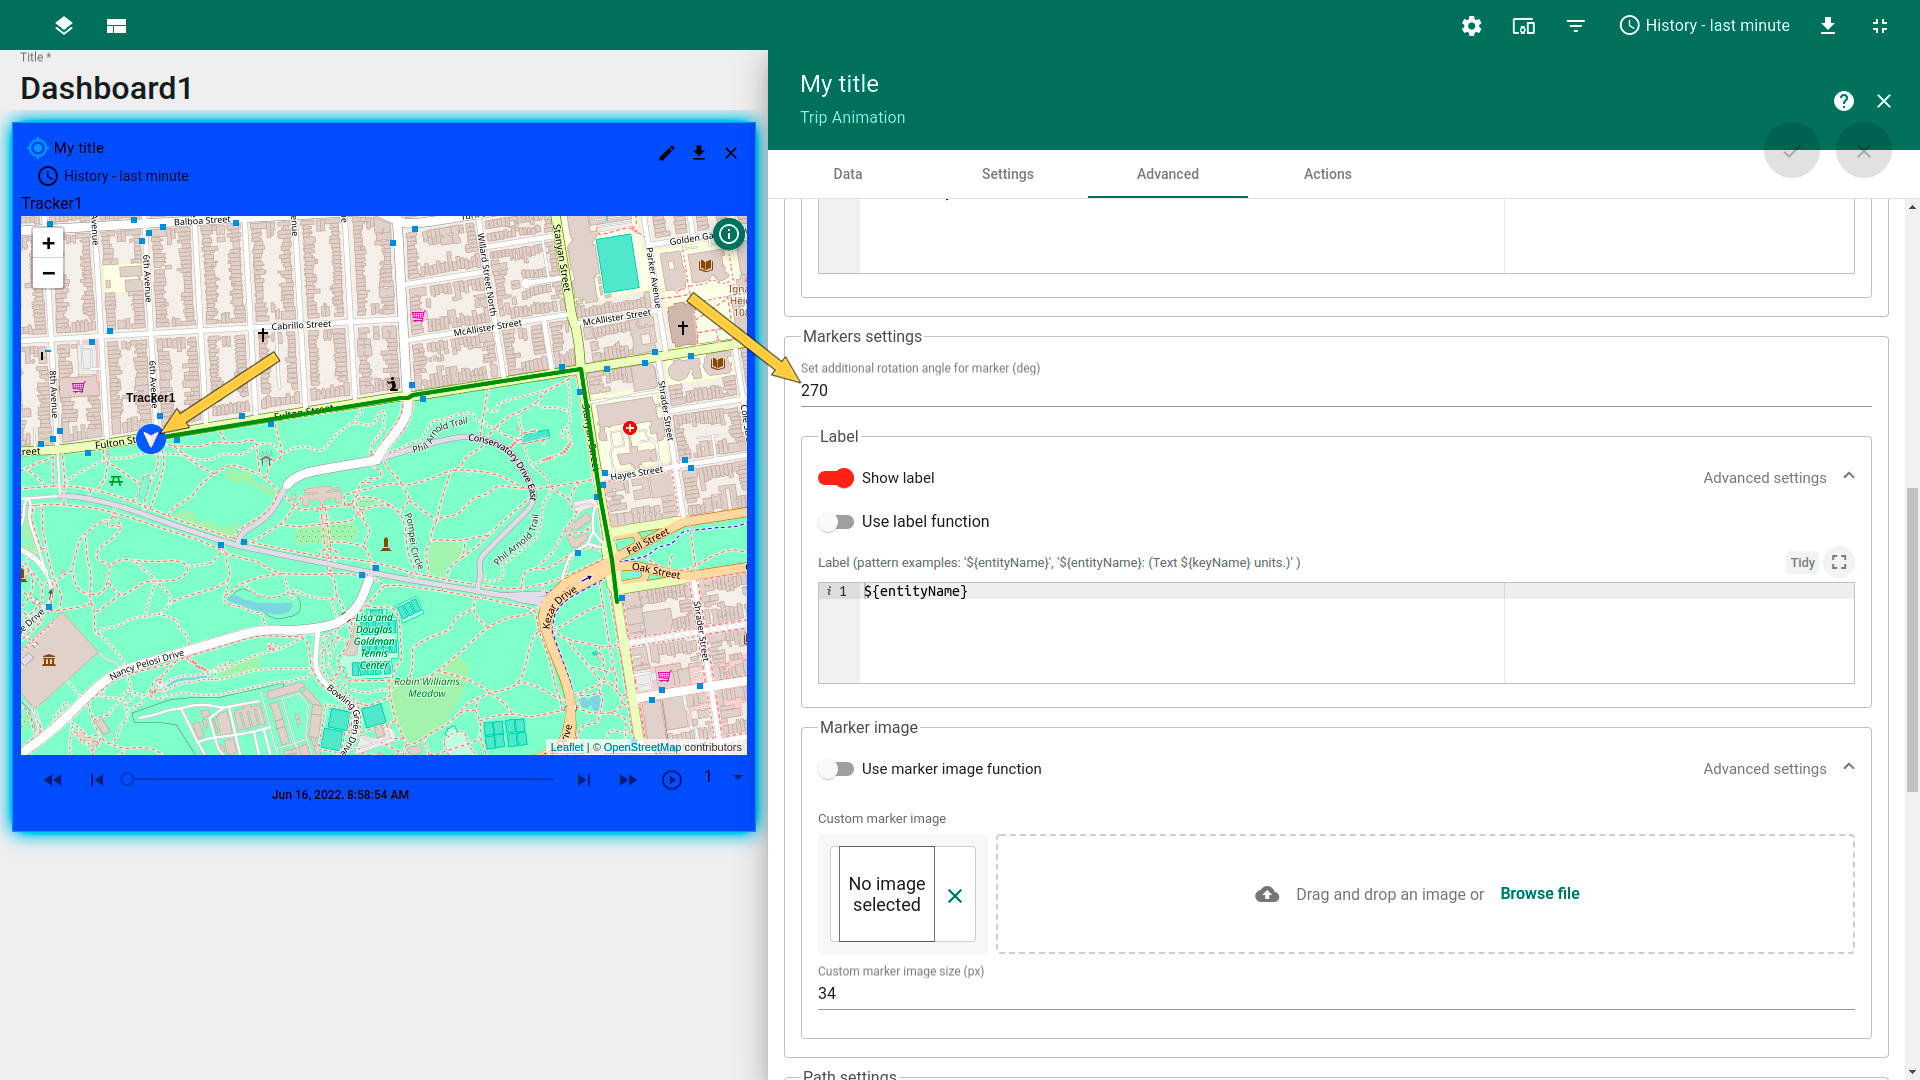 History - last minute
Title *
Dashboard1
My title
Trip Animation
My title
History - last minute
Tracker1
Data
Settings
Advanced
Actions
Balboa Street
6th Avenue
Willard Street North
Stanyan Street
Parker Avenue
Golden Ga
Cabrillo Street
McAllister Street
McAllister Street
8th Avenue
6th Avenue
Tracker1
Fulton Street
Fulton St
reet
Shrader Street
Cole Street
Phil Arnold Trail
Conservatory Drive East
Hayes Street
Pompei Circle
Phil Arnold Trail
Fell Street
Oak Street
Kezar Drive
Shrader Street
Lisa and
Douglas
Goldman
Tennis
Center
Nancy Pelosi Drive
Robin Williams
Meadow
Bowling Green Drive
Leaflet | © OpenStreetMap contributors
1
Jun 16, 2022, 8:58:54 AM
Markers settings
Set additional rotation angle for marker (deg)
270
Label
Show label
Advanced settings
Use label function
Label (pattern examples: '${entityName}', '${entityName}: (Text ${keyName} units.)' )
Tidy
i 1 ${entityName}
Marker image
Use marker image function
Advanced settings
Custom marker image
No image
selected
Drag and drop an image or Browse file
Custom marker image size (px)
34
Path settings